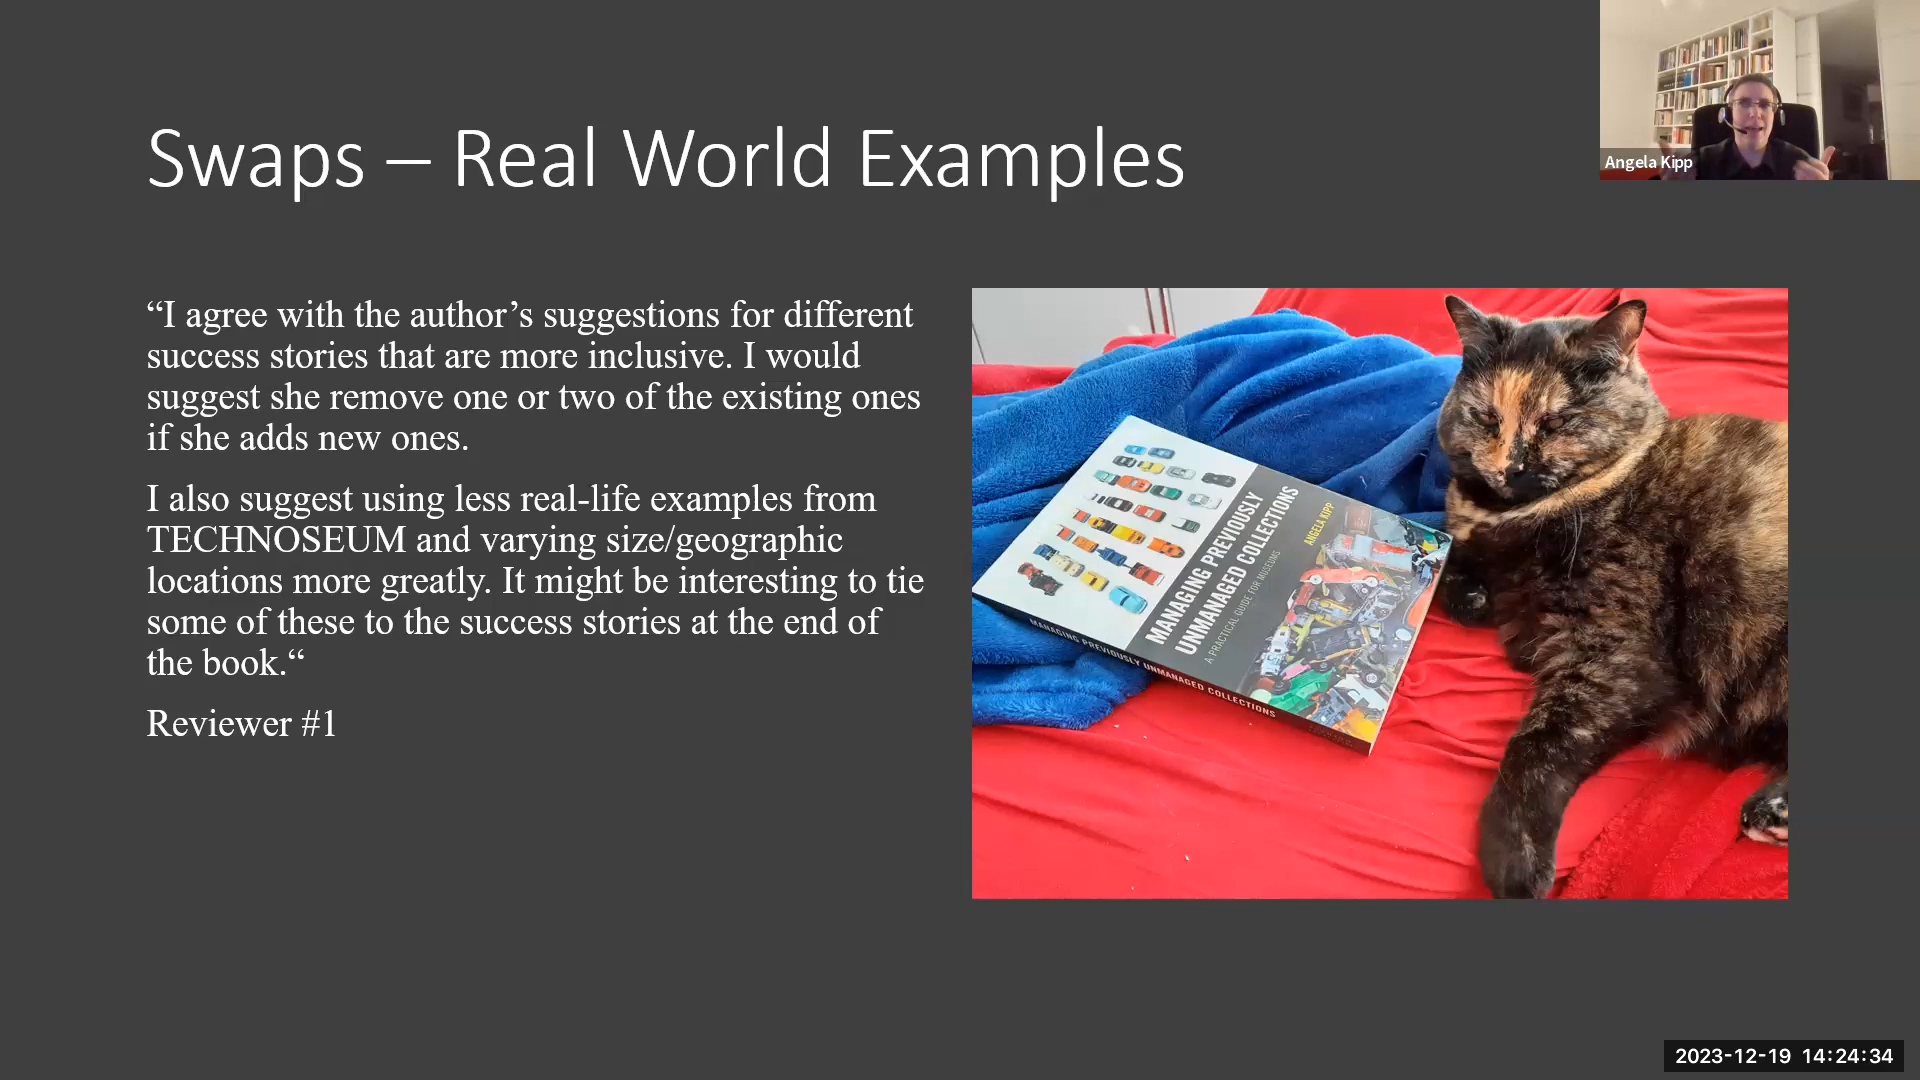 Swaps – Real World Examples
Angela Kipp
“I agree with the author’s suggestions for different
success stories that are more inclusive. I would
suggest she remove one or two of the existing ones
if she adds new ones.
I also suggest using less real-life examples from
TECHNOSEUM and varying size/geographic
locations more greatly. It might be interesting to tie
some of these to the success stories at the end of
the book.“
Reviewer #1
MANAGING PREVIOUSLY
UNMANAGED COLLECTIONS
A PRACTICAL GUIDE FOR MUSEUMS
ANGELA KIPP
MANAGING PREVIOUSLY UNMANAGED COLLECTIONS
2023-12-19 14:24:34